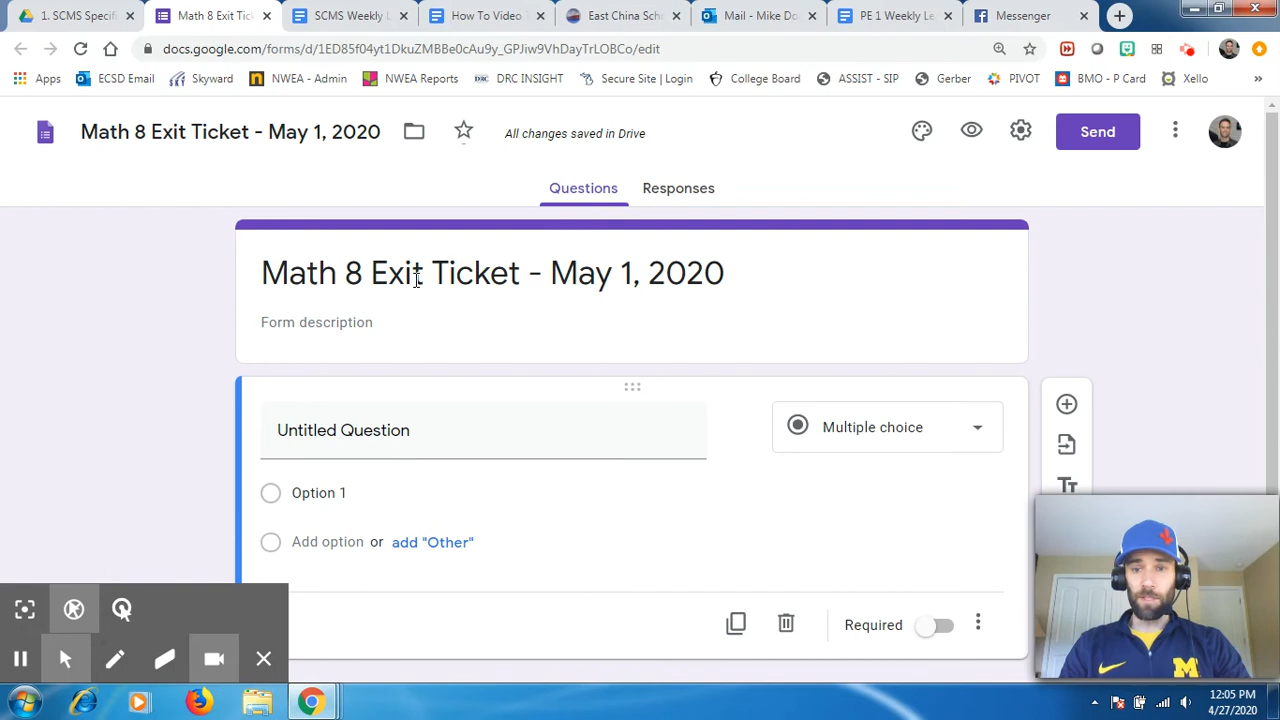 1. SCMS Specifi
Math 8 Exit Tick
SCMS Weekly L
How To Video
East China Scho
Mail - Mike Do
PE 1 Weekly Le
Messenger
docs.google.com/forms/d/1ED85f04yt1DkuZMBBe0cAu9y_GPJiw9VhDayTrLOBCo/edit
Apps ECSD Email Skyward NWEA - Admin NWEA Reports DRC INSIGHT Secure Site | Login College Board ASSIST - SIP Gerber PIVOT BMO - P Card Xello »
Math 8 Exit Ticket - May 1, 2020 All changes saved in Drive Send
Questions Responses
Math 8 Exit Ticket - May 1, 2020
Form description
Untitled Question Multiple choice
Option 1
Add option or add "Other"
Required
12:05 PM
4/27/2020